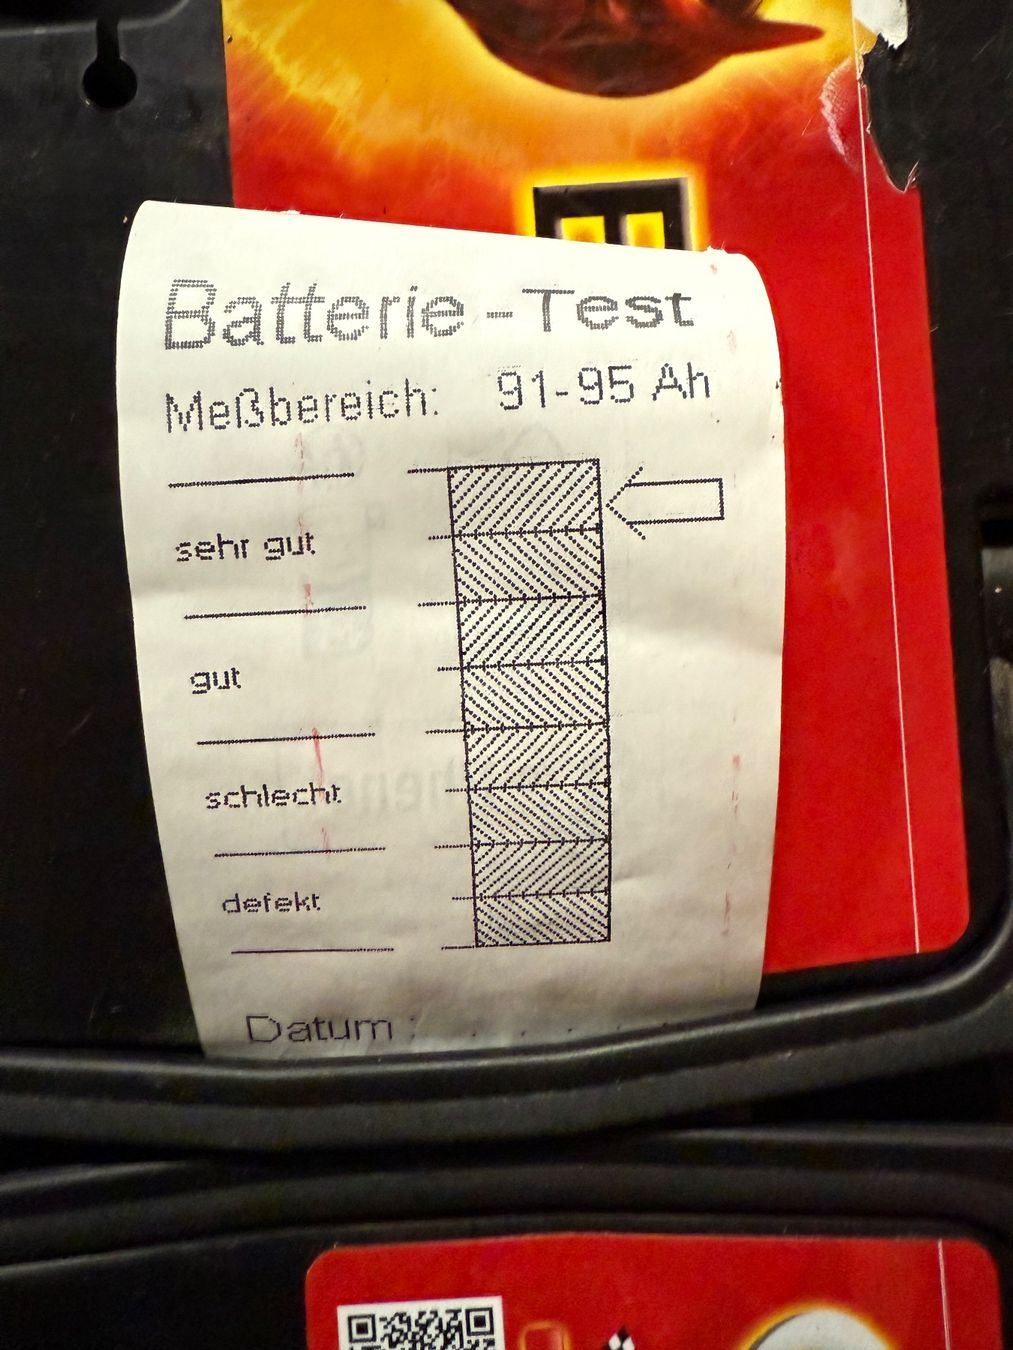 Batterie-Test
Meßbereich: 91-95 Ah
sehr gut
gut
schlecht
defekt
Datum :